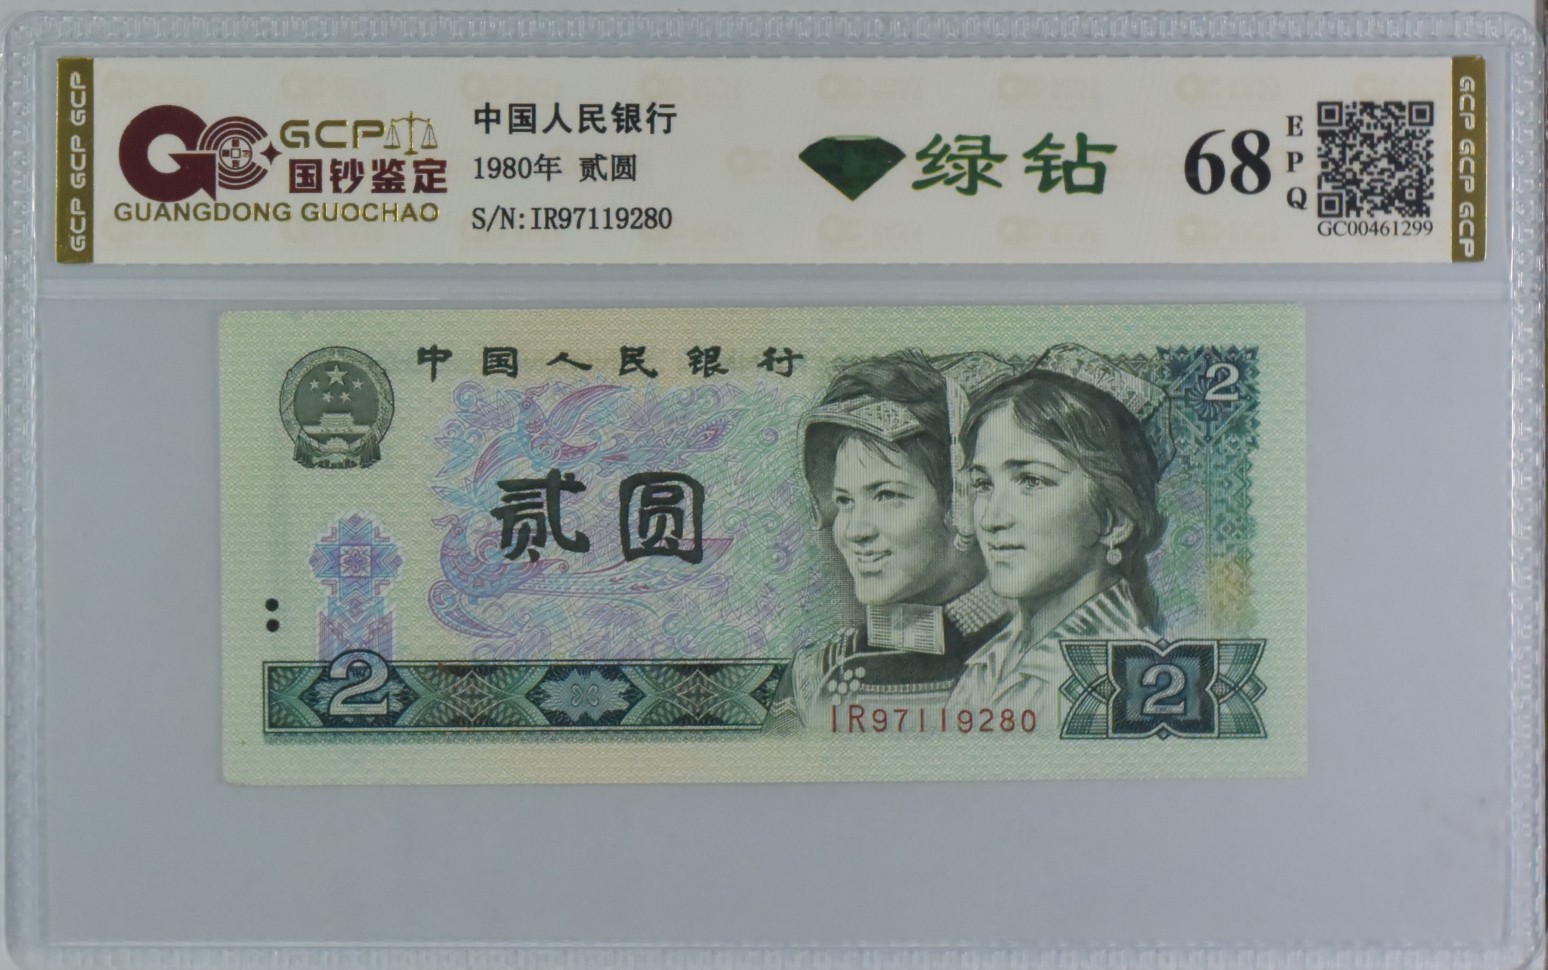 GCP GCP GCP
GCP
国钞鉴定
GUANGDONG GUOCHAO
中国人民银行
1980年 贰圆
S/N:IR97119280
绿钻
68
EPQ
GC00461299
GCP GCP GCP
中国人民银行
2
贰圆
2
IR97119280
2